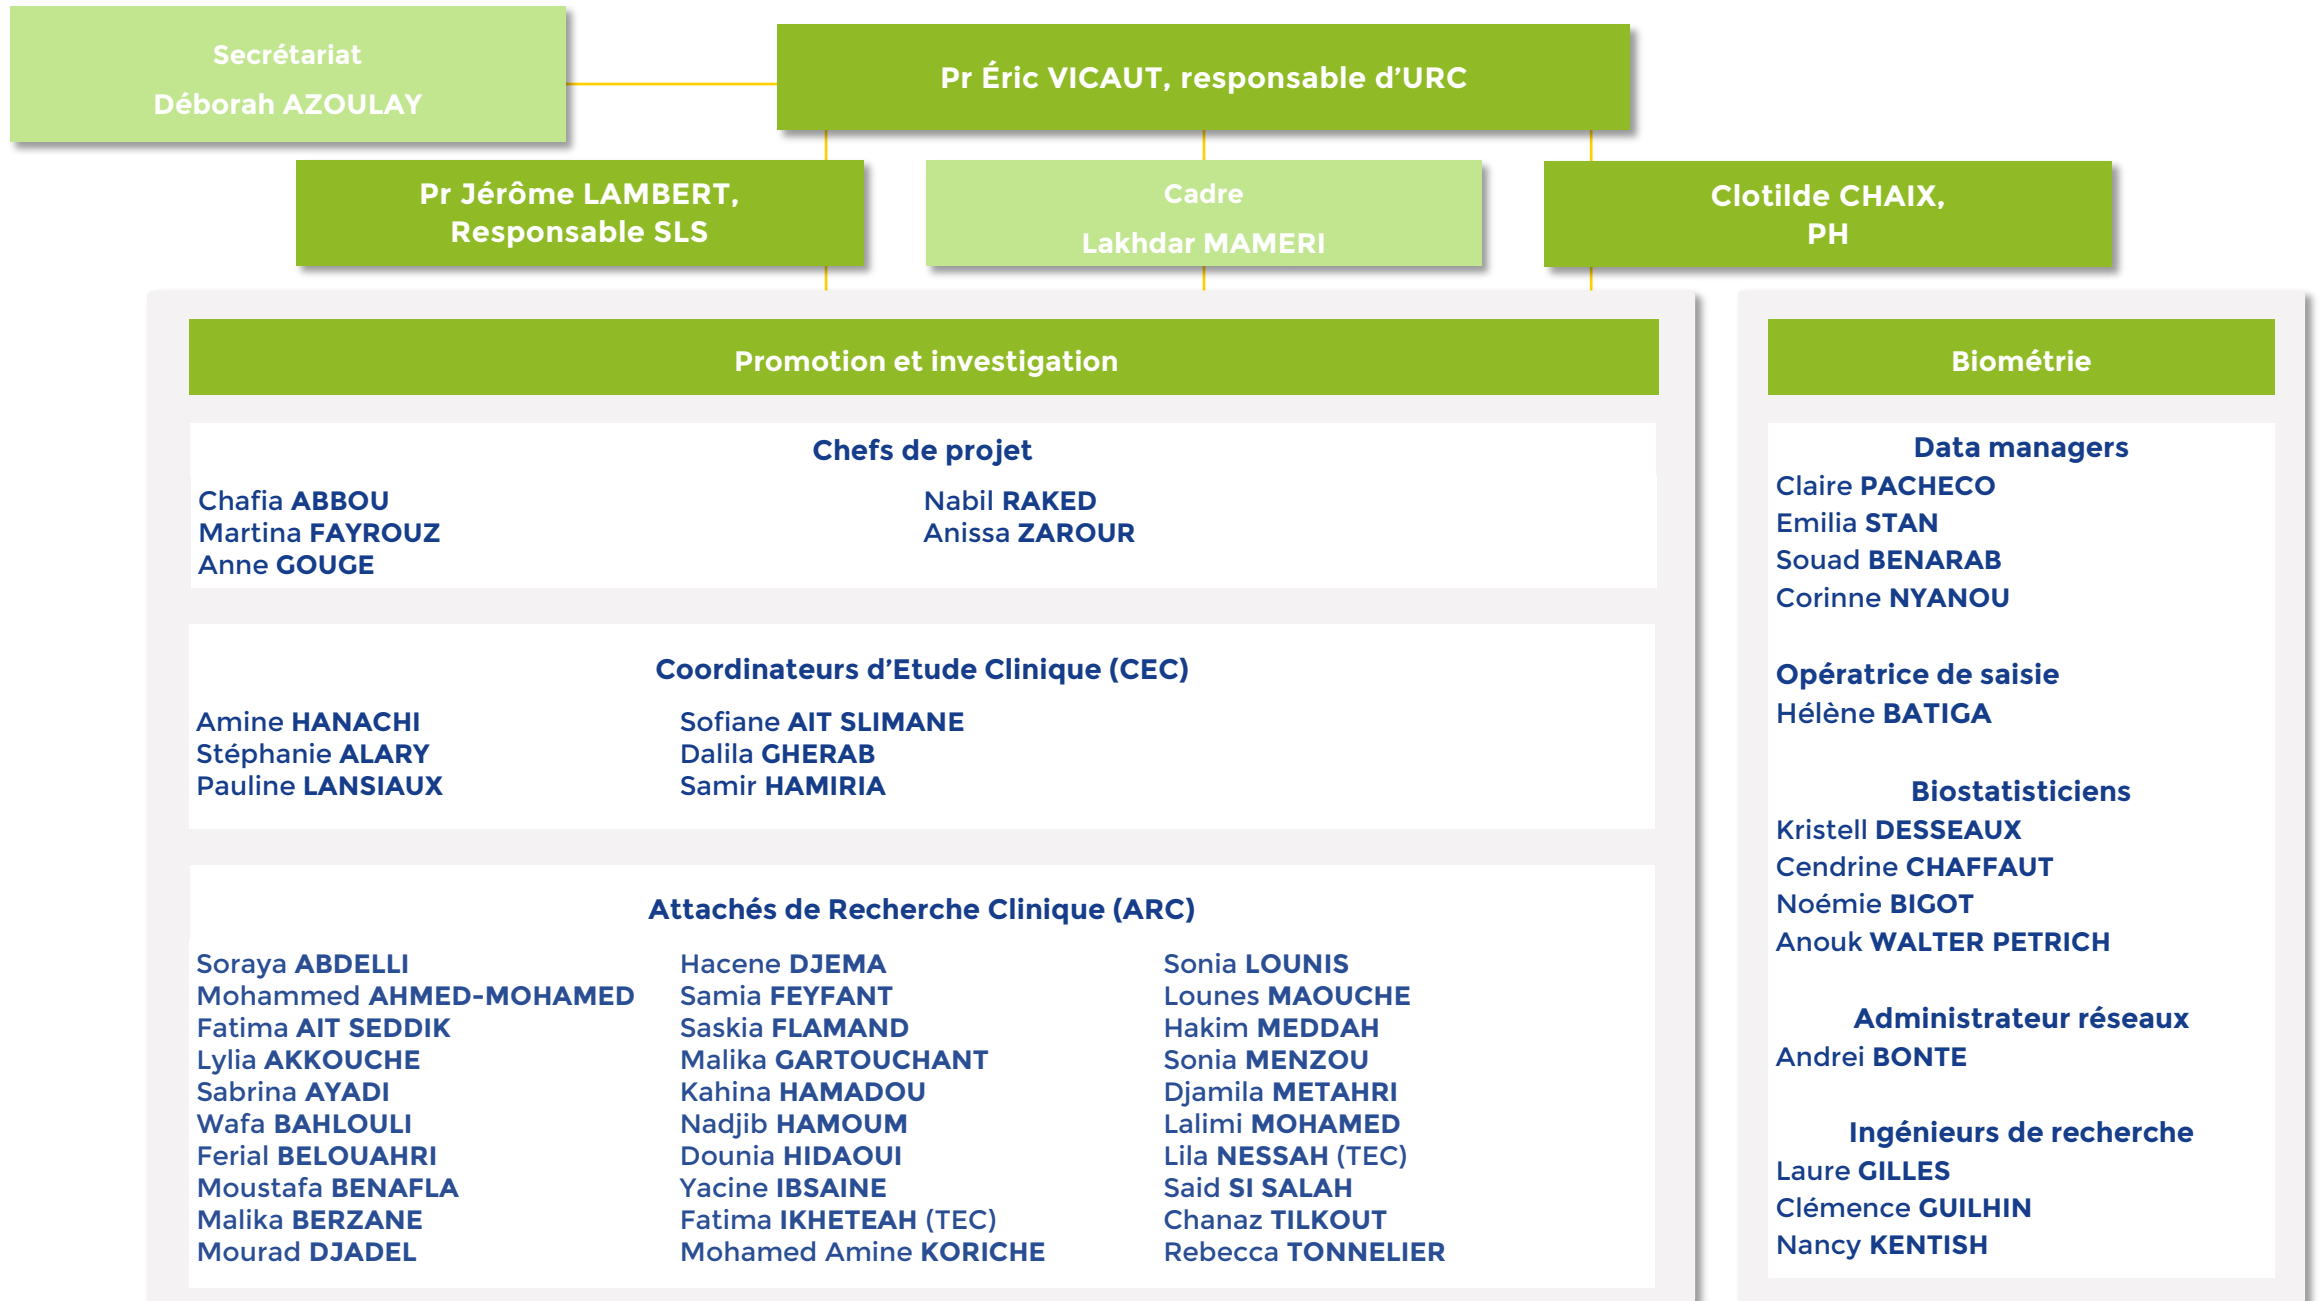 Secrétariat
Déborah AZOULAY
Pr Éric VICAUT, responsable d’URC
Pr Jérôme LAMBERT,
Responsable SLS
Cadre
Lakhdar MAMERI
Clotilde CHAIX,
PH
Promotion et investigation
Chefs de projet
Chafia ABBOU
Martina FAYROUZ
Anne GOUGE
Nabil RAKED
Anissa ZAROUR
Coordinateurs d’Etude Clinique (CEC)
Amine HANACHI
Stéphanie ALARY
Pauline LANSIAUX
Sofiane AIT SLIMANE
Dalila GHERAB
Samir HAMIRIA
Attachés de Recherche Clinique (ARC)
Soraya ABDELLI
Mohammed AHMED-MOHAMED
Fatima AIT SEDDIK
Lylia AKKOUCHE
Sabrina AYADI
Wafa BAHLOULI
Ferial BELOUAHRI
Moustafa BENAFLA
Malika BERZANE
Mourad DJADEL
Hacene DJEMA
Samia FEYFANT
Saskia FLAMAND
Malika GARTOUCHANT
Kahina HAMADOU
Nadjib HAMOUM
Dounia HIDAOUI
Yacine IBSAINE
Fatima IKHETEAH (TEC)
Mohamed Amine KORICHE
Sonia LOUNIS
Lounes MAOUCHE
Hakim MEDDAH
Sonia MENZOU
Djamila METAHRI
Lalimi MOHAMED
Lila NESSAH (TEC)
Said SI SALAH
Chanaz TILKOUT
Rebecca TONNELIER
Biométrie
Data managers
Claire PACHECO
Emilia STAN
Souad BENARAB
Corinne NYANOU
Opératrice de saisie
Hélène BATIGA
Biostatisticiens
Kristell DESSEAUX
Cendrine CHAFFAUT
Noémie BIGOT
Anouk WALTER PETRICH
Administrateur réseaux
Andrei BONTE
Ingénieurs de recherche
Laure GILLES
Clémence GUILHIN
Nancy KENTISH